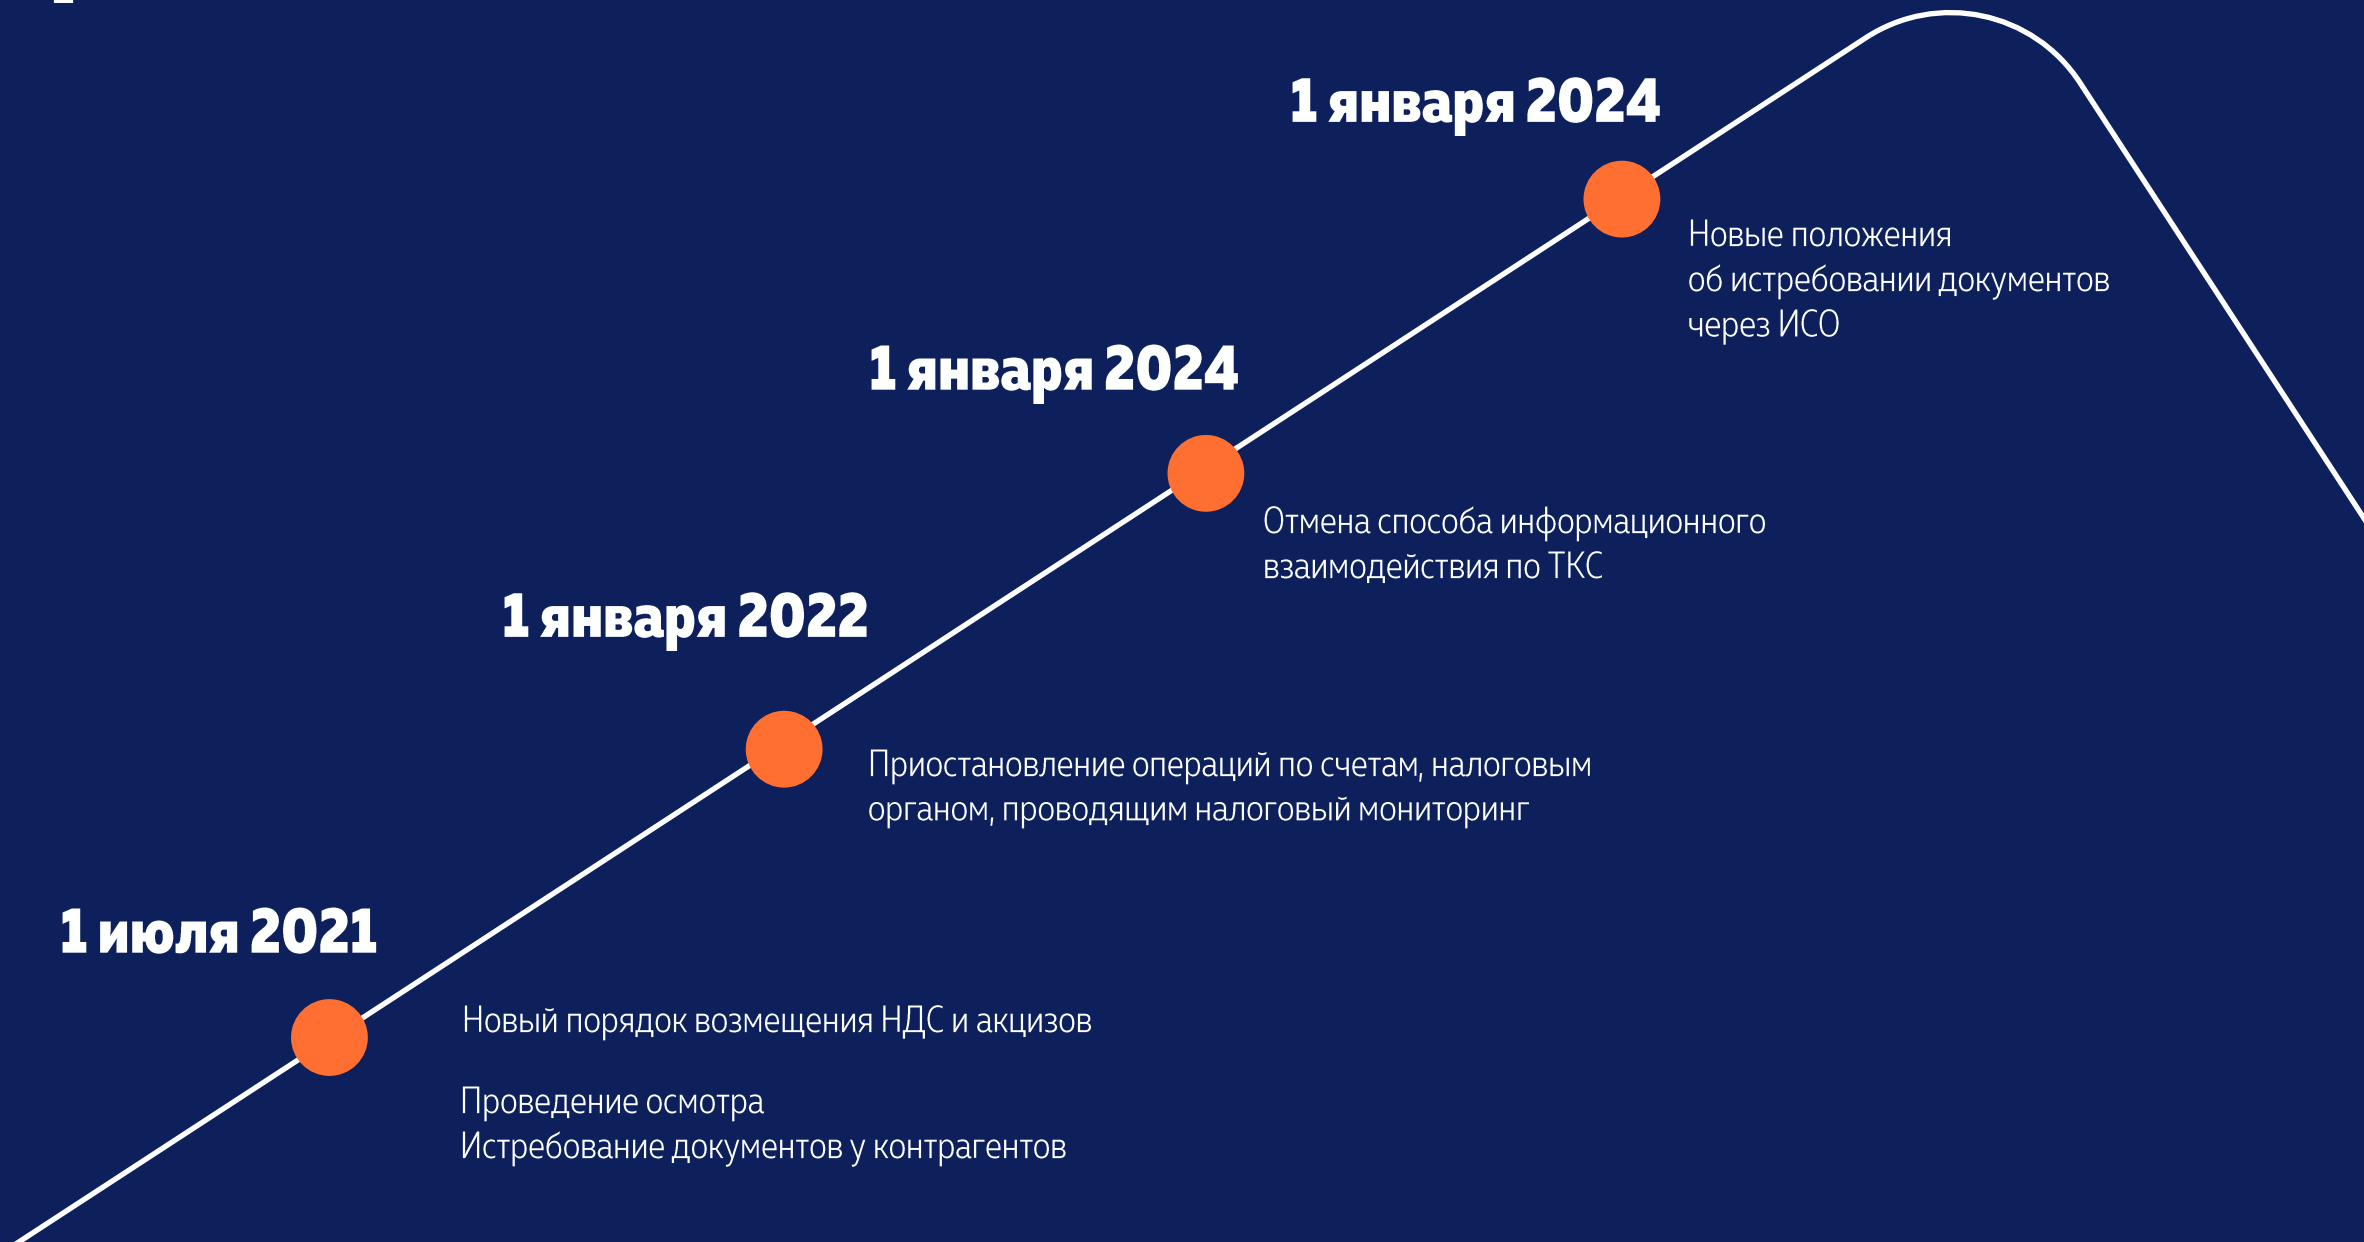 1 января 2024
Новые положения
об истребовании документов
через ИСО
1 января 2024
Отмена способа информационного
взаимодействия по ТКС
1 января 2022
Приостановление операций по счетам, налоговым
органом, проводящим налоговый мониторинг
1 июля 2021
Новый порядок возмещения НДС и акцизов
Проведение осмотра
Истребование документов у контрагентов